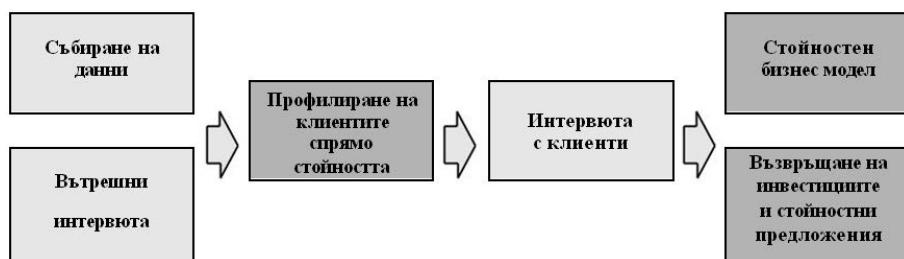 Събиране на
данни
Вътрешни
интервюта
Профилиране на
клиентите
спрямо
стойността
Интервюта
с клиенти
Стойностен
бизнес модел
Възвръщане на
инвестициите
и стойностни
предложения